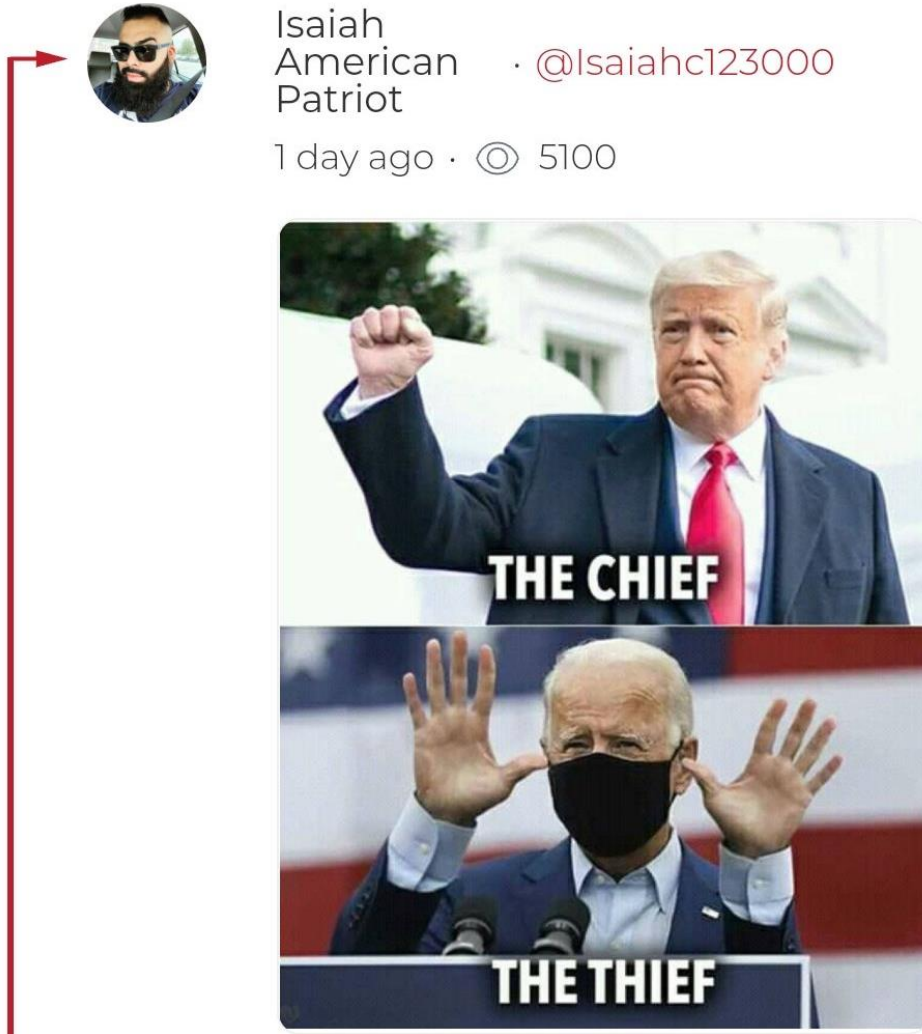 Isaiah
American
Patriot
· @Isaiahc123000
1 day ago · 5100
THE CHIEF
THE THIEF